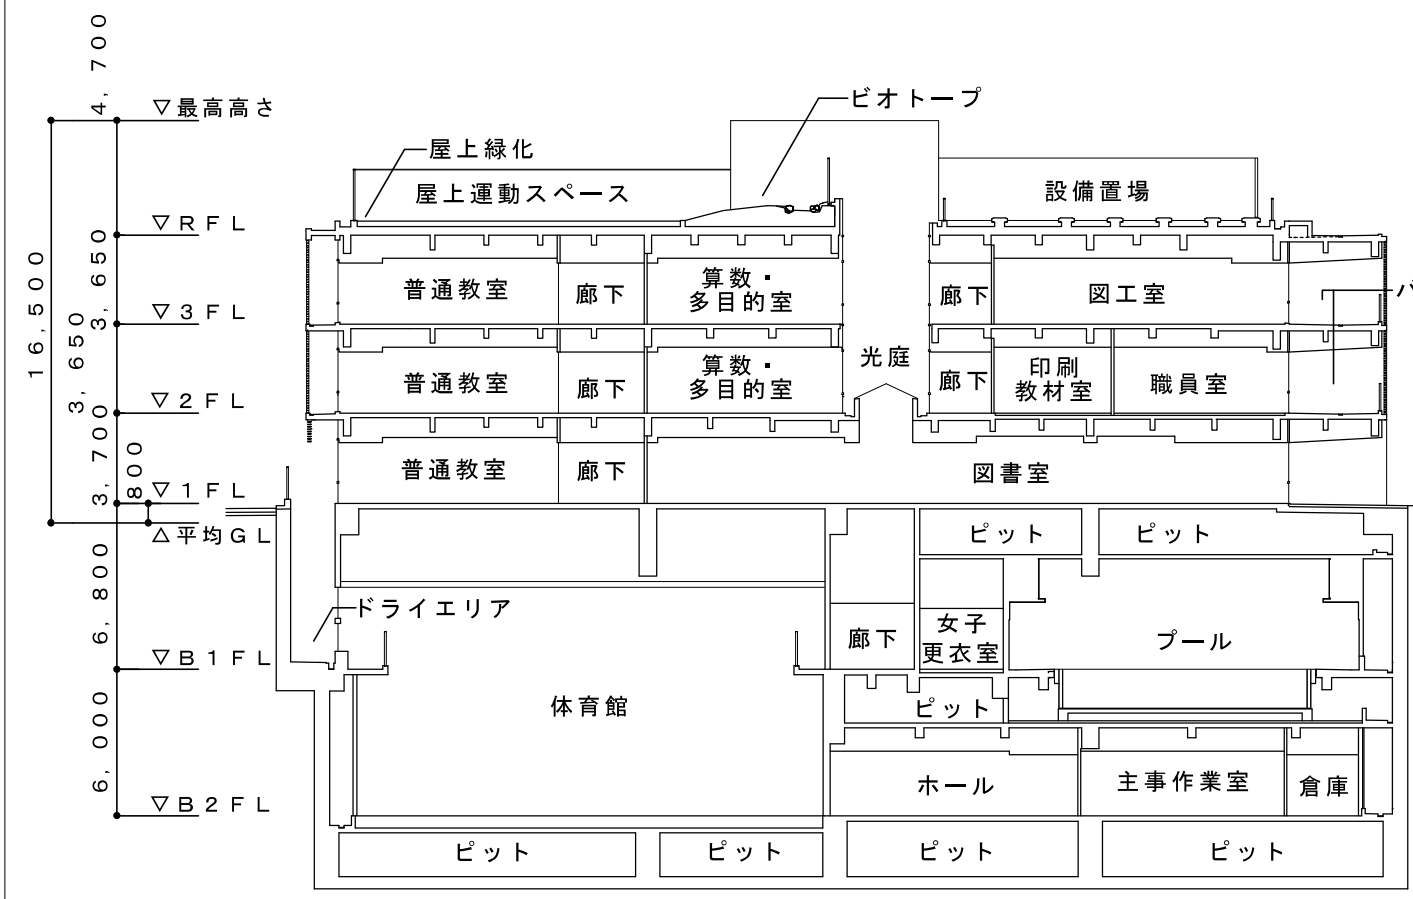 4,700
▽最高高さ
ビオトープ
屋上緑化
屋上運動スペース
設備置場
▽RFL
16,500
3,650
普通教室
廊下
算数・
多目的室
廊下
図工室
パ
▽3FL
3,650
普通教室
廊下
算数・
多目的室
光庭
廊下
印刷
教材室
職員室
▽2FL
3,700
普通教室
廊下
図書室
800
▽1FL
△平均GL
ピット
ピット
6,800
ドライエリア
廊下
女子
更衣室
プール
▽B1FL
体育館
ピット
6,000
ホール
主事作業室
倉庫
▽B2FL
ピット
ピット
ピット
ピット